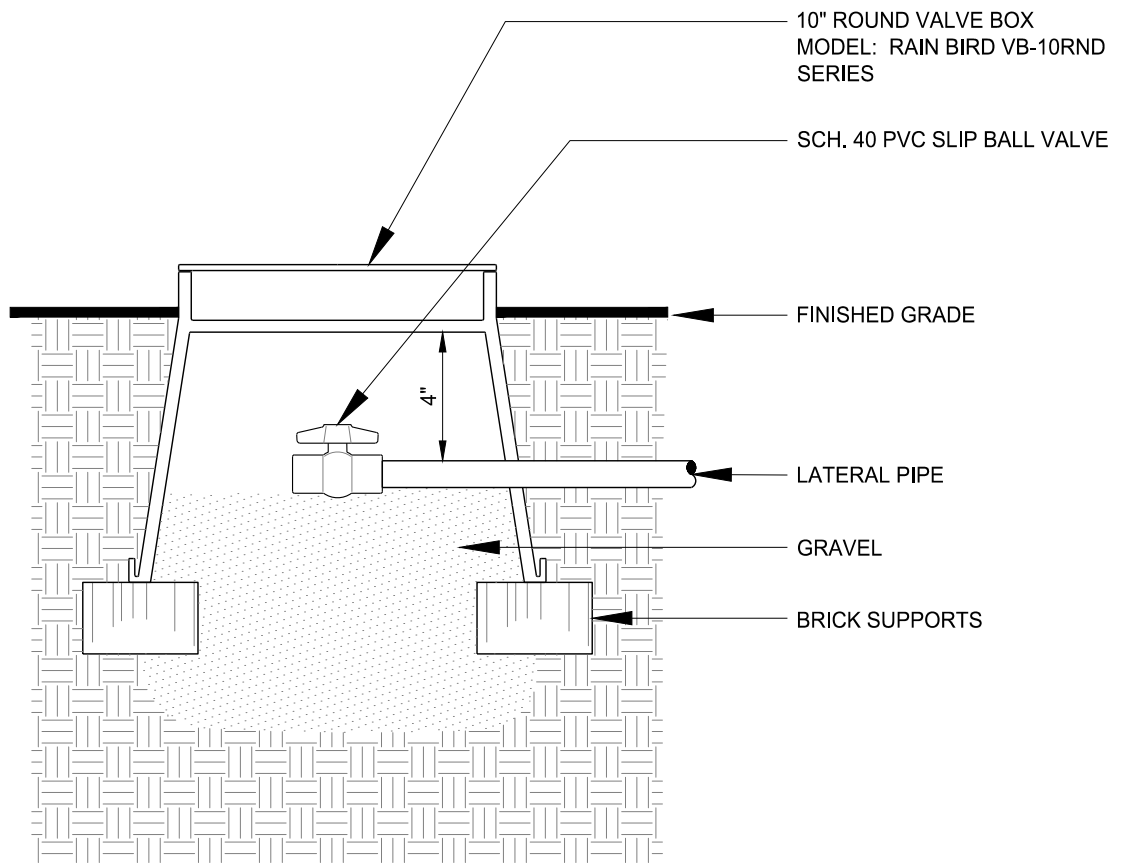 10" ROUND VALVE BOX
MODEL:  RAIN BIRD VB-10RND
SERIES
SCH. 40 PVC SLIP BALL VALVE
FINISHED GRADE
4"
LATERAL PIPE
GRAVEL
BRICK SUPPORTS